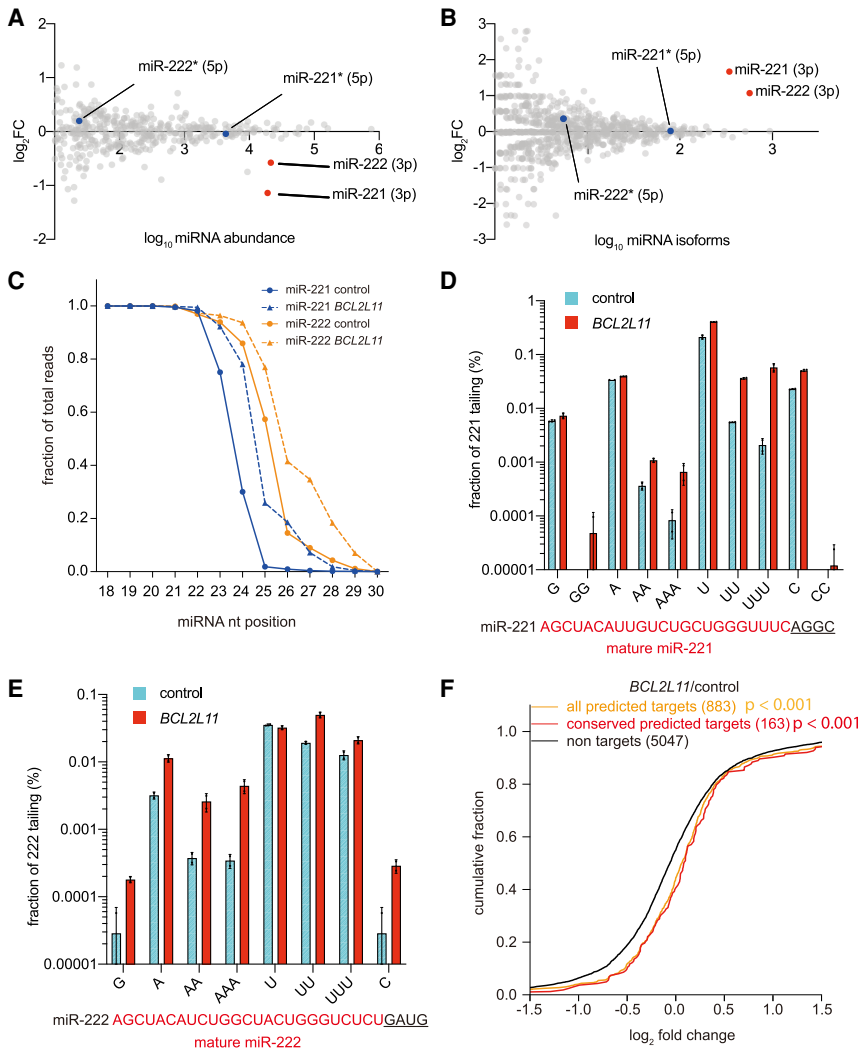 A
log2FC
2
1
0
-1
-2
2
3
4
5
6
miR-222* (5p)
miR-221* (5p)
miR-222 (3p)
miR-221 (3p)
log10 miRNA abundance
B
log2FC
3
2
1
0
-1
-2
-3
1
2
3
miR-221* (5p)
miR-221 (3p)
miR-222 (3p)
miR-222* (5p)
log10 miRNA isoforms
C
miR-221 control
miR-221 BCL2L11
miR-222 control
miR-222 BCL2L11
fraction of total reads
1.0
0.8
0.6
0.4
0.2
0.0
18 19 20 21 22 23 24 25 26 27 28 29 30
miRNA nt position
D
control
BCL2L11
fraction of 221 tailing (%)
1
0.1
0.01
0.001
0.0001
0.00001
G GG A AA AAA U UU UUU C CC
miR-221 AGCUACAUUGUCUGCUGGGUUUCAGGC
mature miR-221
E
control
BCL2L11
fraction of 222 tailing (%)
0.1
0.01
0.001
0.0001
0.00001
G A AA AAA U UU UUU C
miR-222 AGCUACAUCUGGCUACUGGGUCUCUGAUG
mature miR-222
F
BCL2L11/control
all predicted targets (883) p < 0.001
conserved predicted targets (163) p < 0.001
non targets (5047)
cumulative fraction
1.0
0.8
0.6
0.4
0.2
0.0
-1.5 -1.0 -0.5 0.0 0.5 1.0 1.5
log2 fold change